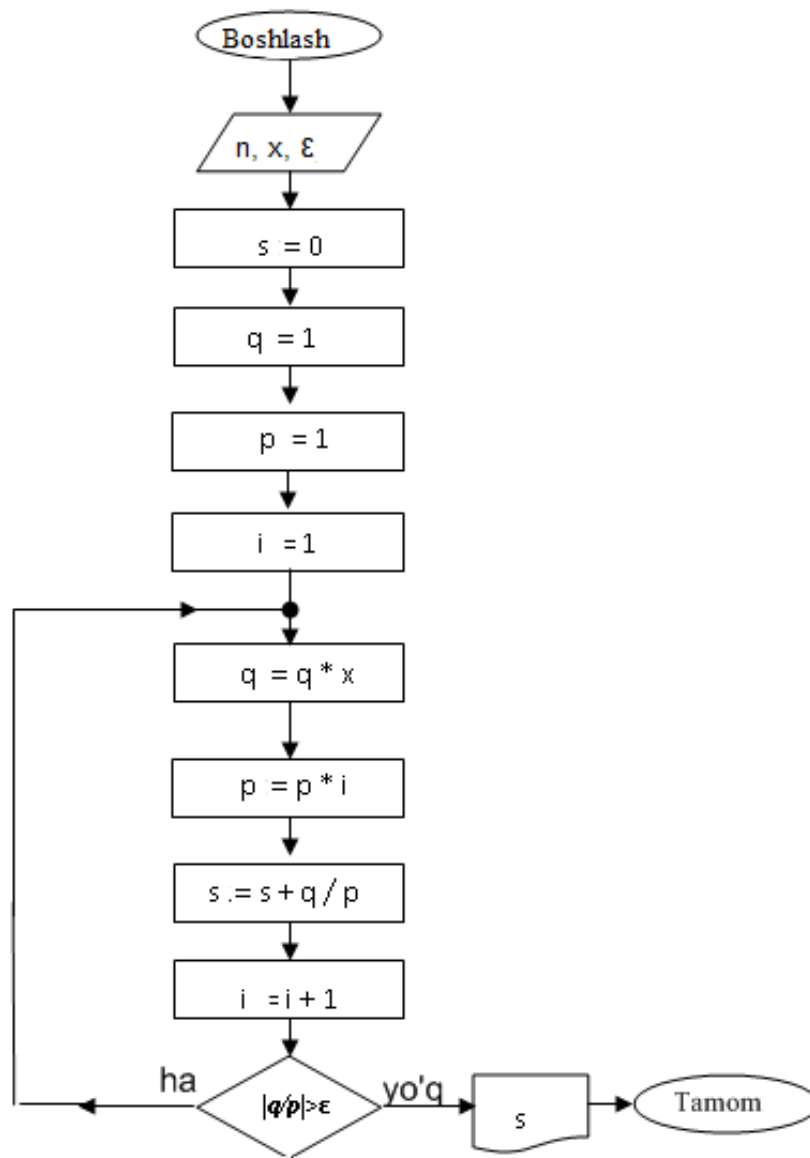 Boshlash
n, x, ε
s := 0
q = 1
p = 1
i = 1
q = q * x
p := p * i
s := s + q / p
i = i + 1
ha
|q/p|>ε
yo'q
s
Tamom